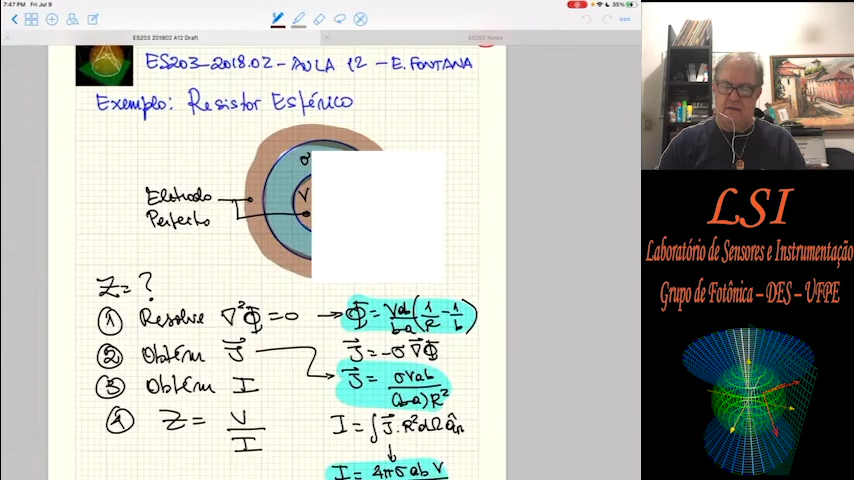 7:47 PM Fri Jul 9
35%
ES203 201802 A12 Draft
ES203 Notes
ES203-2018.02 - AULA 12 - E. FONTANA
Exemplo: Resistor Esférico
σ
V
Eletrodo
Perfeito
Z = ?
① Resolve ∇²Φ = 0 → Φ = Vab/(b-a) (1/R - 1/b)
② Obtém J⃗
J⃗ = -σ∇⃗Φ
③ Obtém I
J⃗ = σVab/(b-a)R²
④ Z = V/I
I = ∫J⃗.R²dΩ âₙ
I = 4πσ ab V
LSI
Laboratório de Sensores e Instrumentação
Grupo de Fotônica – DES – UFPE